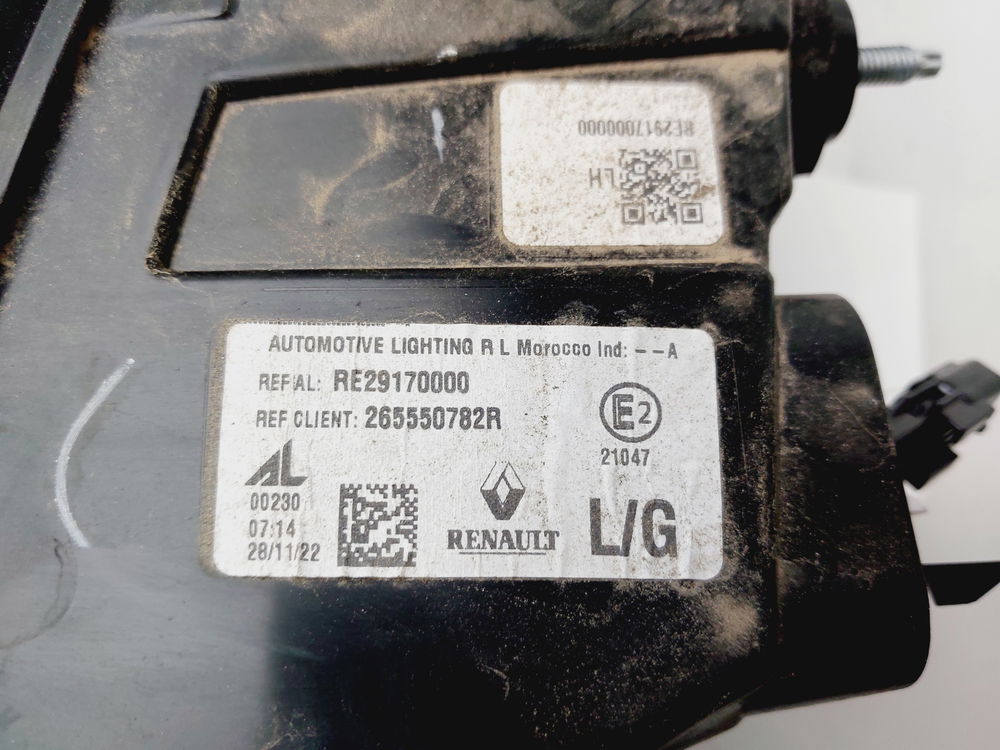 RE29170000000
LH
AUTOMOTIVE LIGHTING R L Morocco Ind: – – A
REF AL: RE29170000
REF CLIENT: 265550782R
E2
21047
AL
00230
07:14
28/11/22
RENAULT
L/G